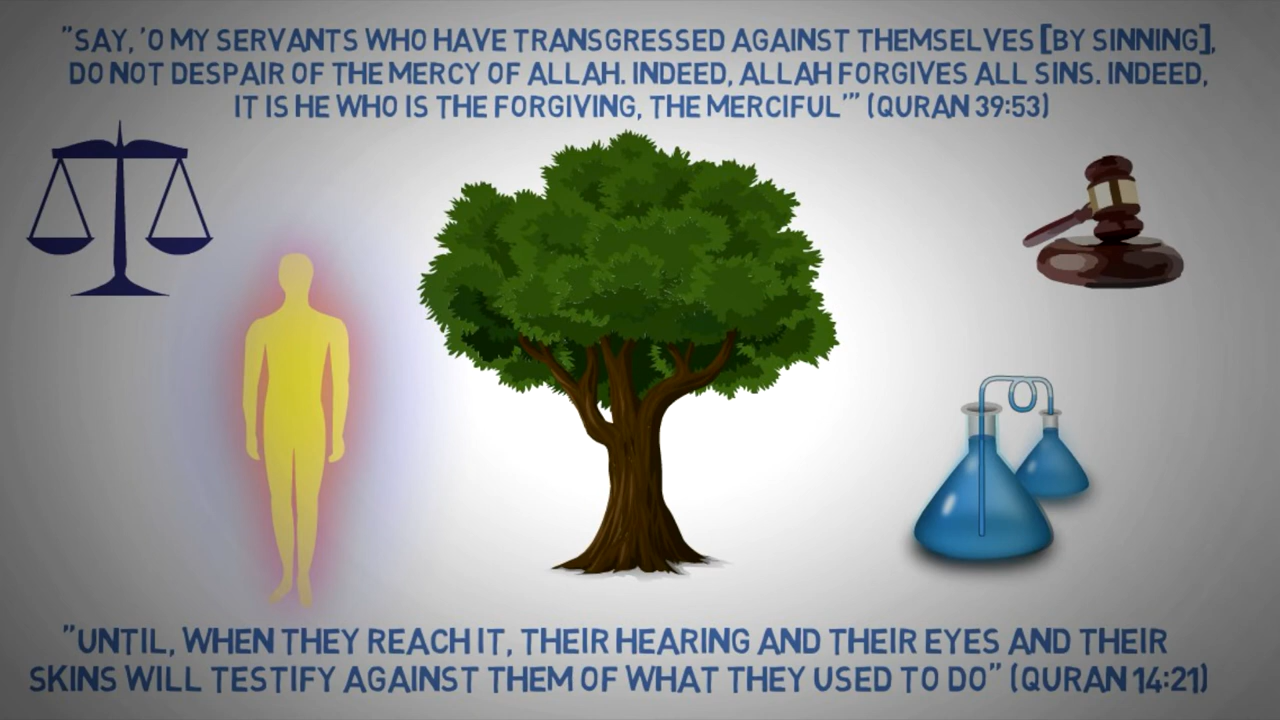 "SAY, 'O MY SERVANTS WHO HAVE TRANSGRESSED AGAINST THEMSELVES [BY SINNING],
DO NOT DESPAIR OF THE MERCY OF ALLAH. INDEED, ALLAH FORGIVES ALL SINS. INDEED,
IT IS HE WHO IS THE FORGIVING, THE MERCIFUL'" (QURAN 39:53)
"UNTIL, WHEN THEY REACH IT, THEIR HEARING AND THEIR EYES AND THEIR
SKINS WILL TESTIFY AGAINST THEM OF WHAT THEY USED TO DO" (QURAN 14:21)